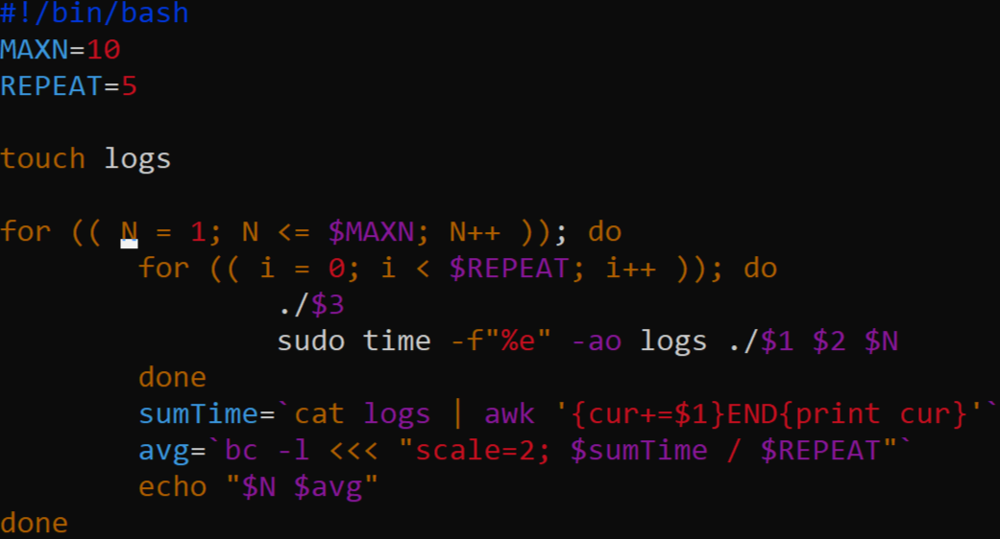 #!/bin/bash
MAXN=10
REPEAT=5
touch logs
for (( N = 1; N <= $MAXN; N++ )); do
for (( i = 0; i < $REPEAT; i++ )); do
./$3
sudo time -f"%e" -ao logs ./$1 $2 $N
done
sumTime=`cat logs | awk '{cur+=$1}END{print cur}'`
avg=`bc -l <<< "scale=2; $sumTime / $REPEAT"`
echo "$N $avg"
done